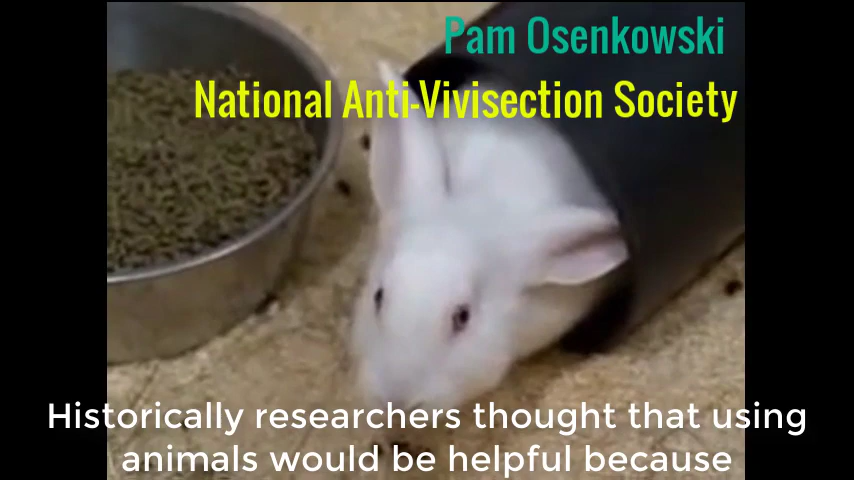 Pam Osenkowski
National Anti-Vivisection Society
Historically researchers thought that using
animals would be helpful because